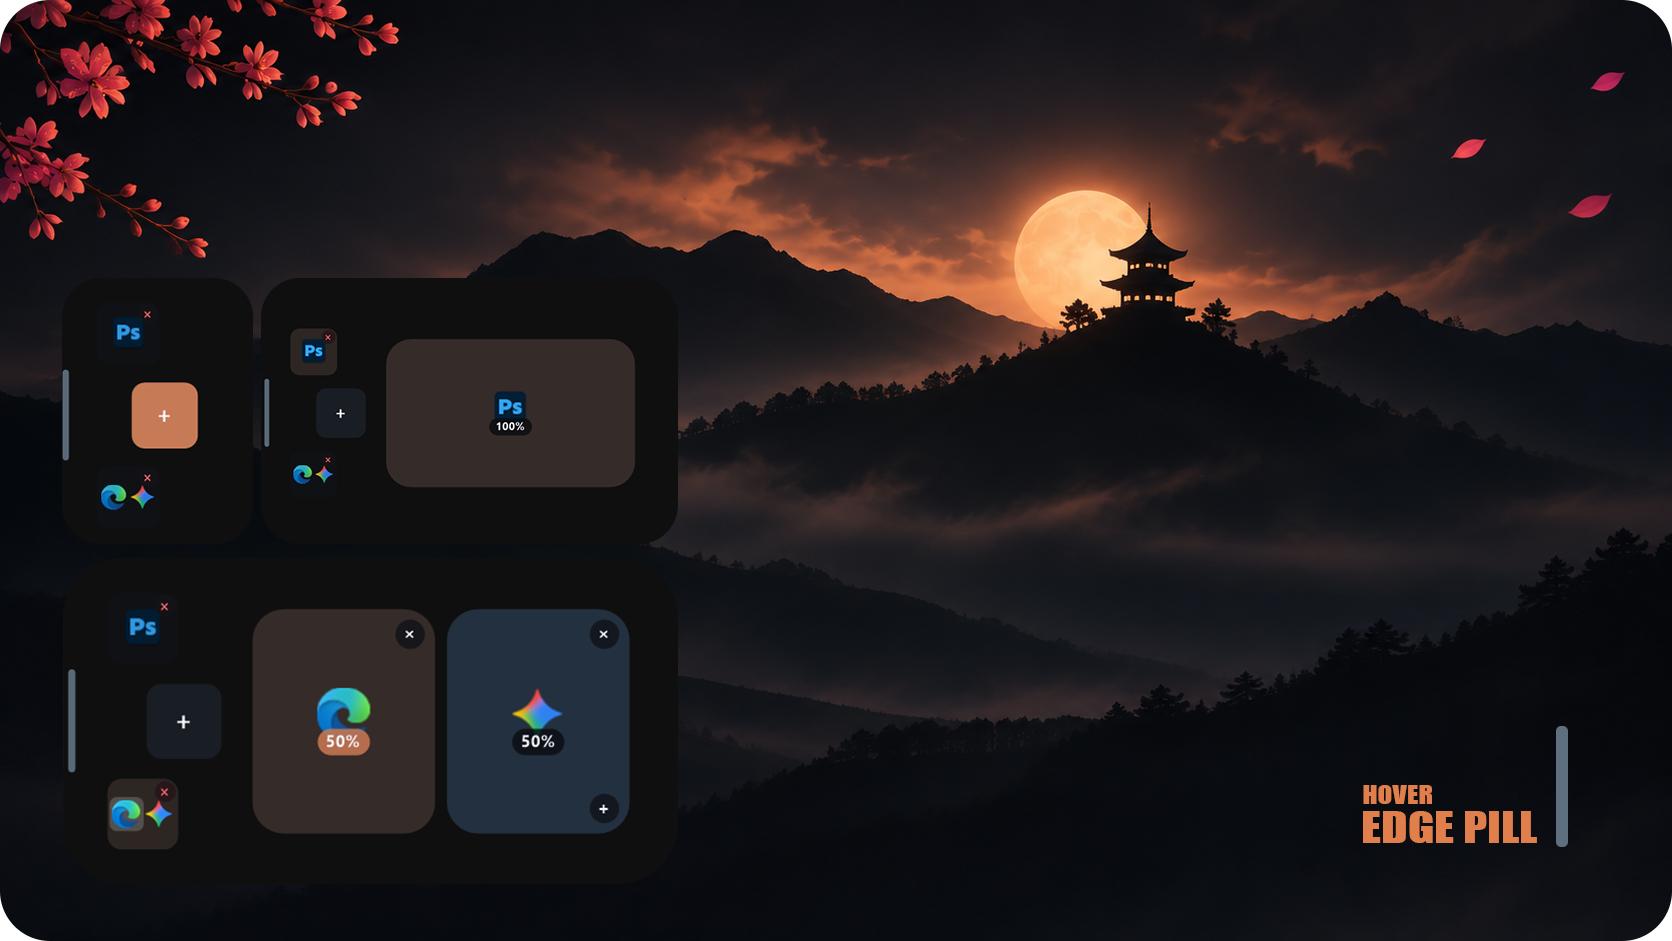 Ps
×
+
×
Ps
×
+
×
Ps
100%
Ps
×
+
×
×
50%
×
50%
+
HOVER
EDGE PILL